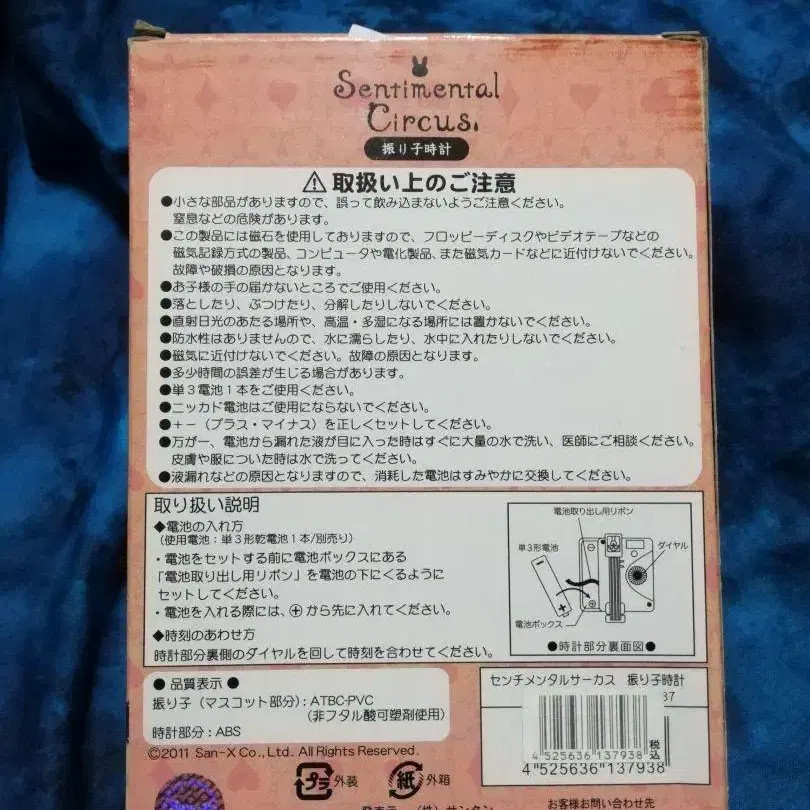 Sentimental
Circus.
振り子時計
⚠取扱い上のご注意
●小さな部品がありますので、誤って飲み込まないようご注意ください。
窒息などの危険があります。
●この製品には磁石を使用しておりますので、フロッピーディスクやビデオテープなどの
磁気記録方式の製品、コンピュータや電化製品、また磁気カードなどに近付けないでください。
故障や破損の原因となります。
●お子様の手の届かないところでご使用ください。
●落としたり、ぶつけたり、分解したりしないでください。
●直射日光のあたる場所や、高温・多湿になる場所には置かないでください。
●防水性はありませんので、水に濡らしたり、水中に入れたりしないでください。
●磁気に近付けないでください。故障の原因となります。
●多少時間の誤差が生じる場合があります。
●単3電池1本をご使用ください。
●ニッカド電池はご使用にならないでください。
●+−(プラス・マイナス)を正しくセットしてください。
●万が一、電池から漏れた液が目に入った時はすぐに大量の水で洗い、医師にご相談ください。
皮膚や服についた時は水で洗ってください。
●液漏れなどの原因となりますので、消耗した電池はすみやかに交換してください。
取り扱い説明
◆電池の入れ方
(使用電池:単3形乾電池1本/別売り)
・電池をセットする前に電池ボックスにある
「電池取り出し用リボン」を電池の下にくるように
セットしてください。
・電池を入れる際には、⊕から先に入れてください。
◆時刻のあわせ方
時計部分裏側のダイヤルを回して時刻を合わせてください。
電池取り出し用リボン
単3形電池
ダイヤル
電池ボックス
●時計部分裏面図●
● 品質表示 ●
振り子(マスコット部分):ATBC-PVC
(非フタル酸可塑剤使用)
時計部分:ABS
©2011 San-X Co., Ltd. All Rights Reserved.
センチメンタルサーカス 振り子時計
37
4 525636 137938
税込
4 525636 137938
プラ 外装
紙 外箱
発売元 (株)サンタン
お客様お問い合わせ先